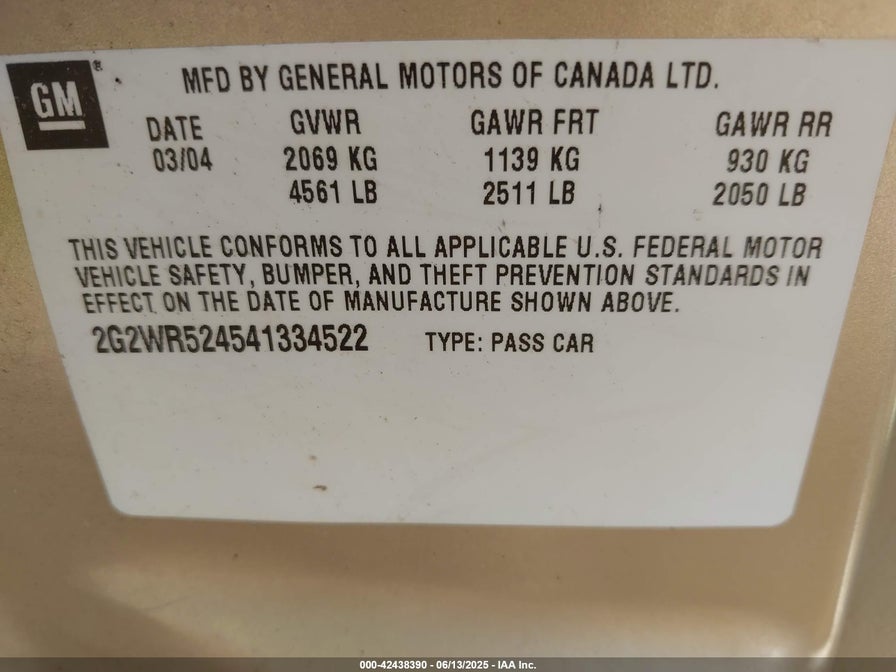 GM®
MFD BY GENERAL MOTORS OF CANADA LTD.
DATE GVWR GAWR FRT GAWR RR
03/04 2069 KG 1139 KG 930 KG
4561 LB 2511 LB 2050 LB
THIS VEHICLE CONFORMS TO ALL APPLICABLE U.S. FEDERAL MOTOR
VEHICLE SAFETY, BUMPER, AND THEFT PREVENTION STANDARDS IN
EFFECT ON THE DATE OF MANUFACTURE SHOWN ABOVE.
2G2WR524541334522 TYPE: PASS CAR
000-42438390 - 06/13/2025 - IAA Inc.